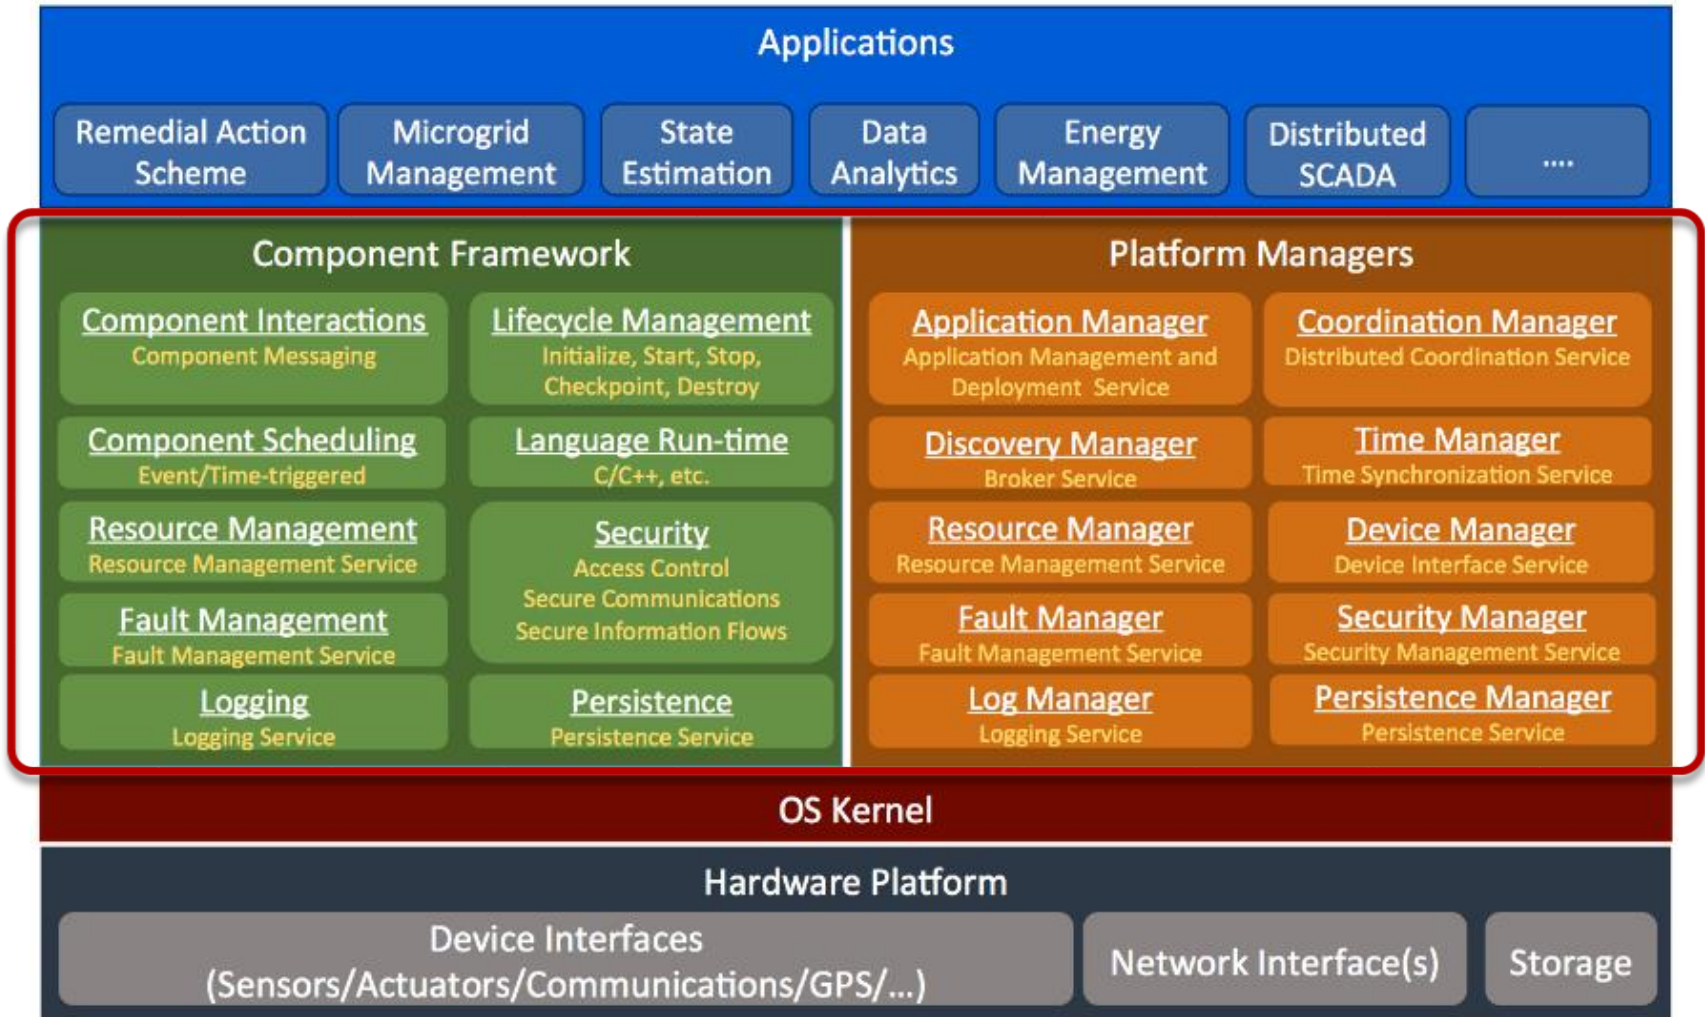 Applications
Remedial Action
Scheme
Microgrid
Management
State
Estimation
Data
Analytics
Energy
Management
Distributed
SCADA
....
Component Framework
Component Interactions
Component Messaging
Lifecycle Management
Initialize, Start, Stop,
Checkpoint, Destroy
Component Scheduling
Event/Time-triggered
Language Run-time
C/C++, etc.
Resource Management
Resource Management Service
Security
Access Control
Secure Communications
Secure Information Flows
Fault Management
Fault Management Service
Logging
Logging Service
Persistence
Persistence Service
Platform Managers
Application Manager
Application Management and
Deployment Service
Coordination Manager
Distributed Coordination Service
Discovery Manager
Broker Service
Time Manager
Time Synchronization Service
Resource Manager
Resource Management Service
Device Manager
Device Interface Service
Fault Manager
Fault Management Service
Security Manager
Security Management Service
Log Manager
Logging Service
Persistence Manager
Persistence Service
OS Kernel
Hardware Platform
Device Interfaces
(Sensors/Actuators/Communications/GPS/...)
Network Interface(s)
Storage